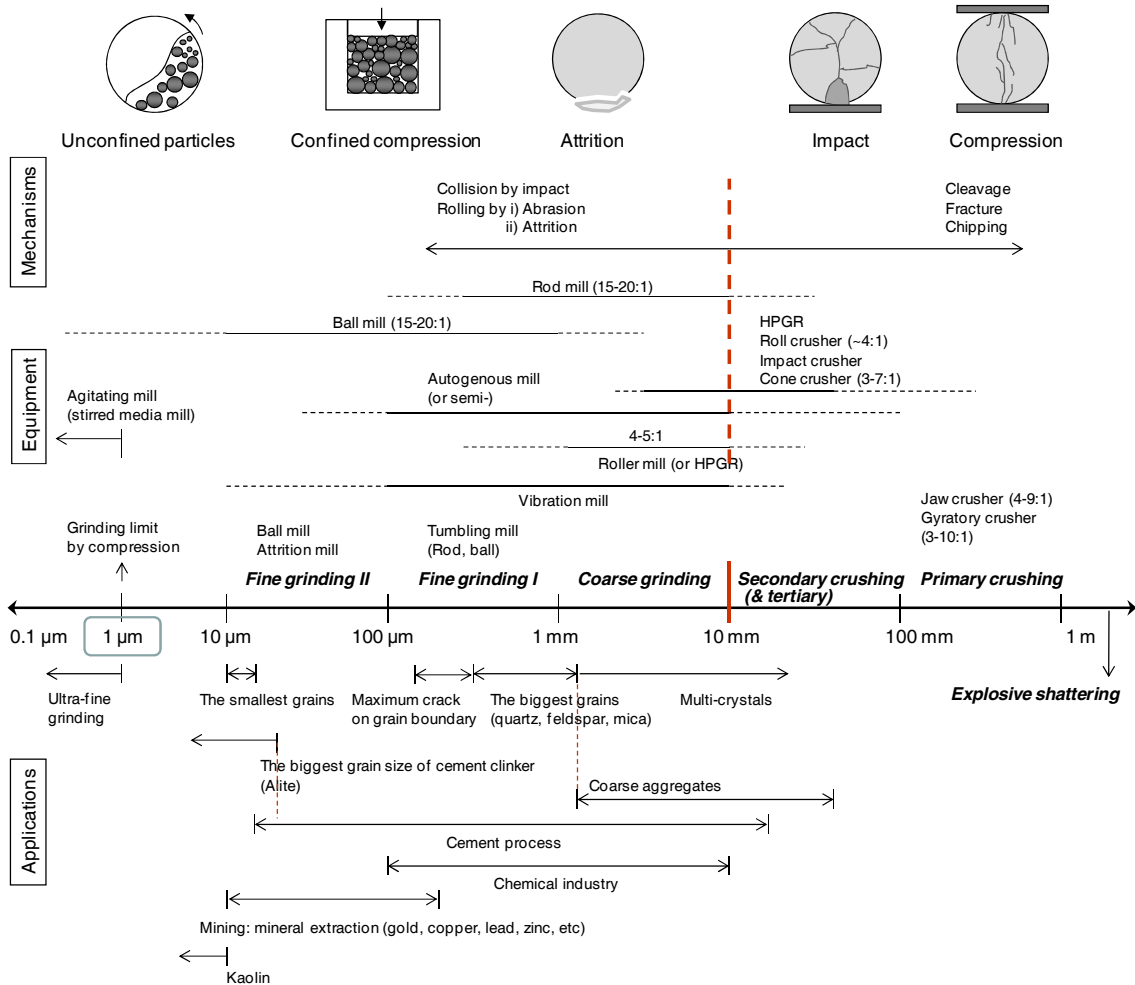 Unconfined particles
Confined compression
Attrition
Impact
Compression
Mechanisms
Collision by impact
Rolling by i) Abrasion
ii) Attrition
Cleavage
Fracture
Chipping
Rod mill (15-20:1)
Ball mill (15-20:1)
HPGR
Roll crusher (~4:1)
Impact crusher
Cone crusher (3-7:1)
Equipment
Agitating mill
(stirred media mill)
Autogenous mill
(or semi-)
4-5:1
Roller mill (or HPGR)
Vibration mill
Jaw crusher (4-9:1)
Gyratory crusher
(3-10:1)
Grinding limit
by compression
Ball mill
Attrition mill
Tumbling mill
(Rod, ball)
Fine grinding II
Fine grinding I
Coarse grinding
Secondary crushing
(& tertiary)
Primary crushing
0.1 µm
1 µm
10 µm
100 µm
1 mm
10 mm
100 mm
1 m
Ultra-fine
grinding
The smallest grains
Maximum crack
on grain boundary
The biggest grains
(quartz, feldspar, mica)
Multi-crystals
Explosive shattering
Applications
The biggest grain size of cement clinker
(Alite)
Coarse aggregates
Cement process
Chemical industry
Mining: mineral extraction (gold, copper, lead, zinc, etc)
Kaolin